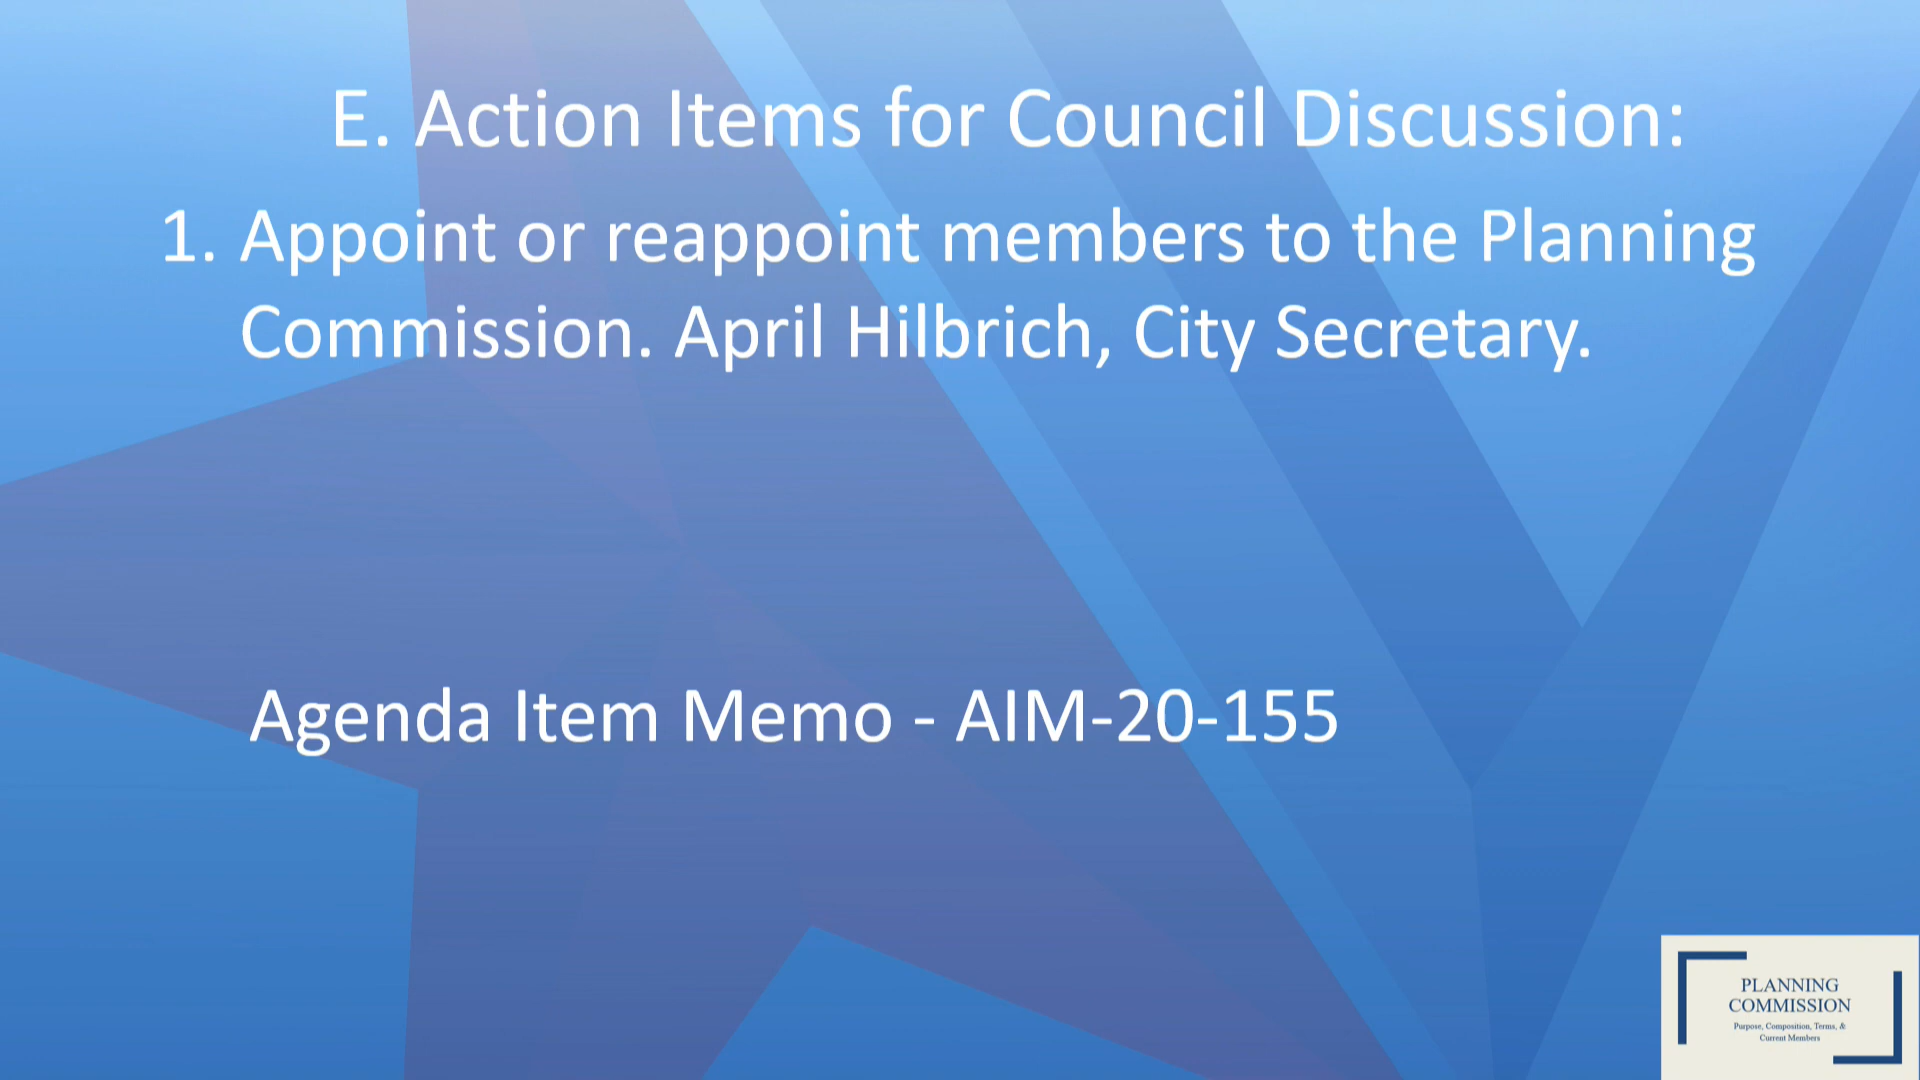 E. Action Items for Council Discussion:
1. Appoint or reappoint members to the Planning
Commission. April Hilbrich, City Secretary.
Agenda Item Memo - AIM-20-155
PLANNING
COMMISSION
Purpose, Composition, Terms, &
Current Members